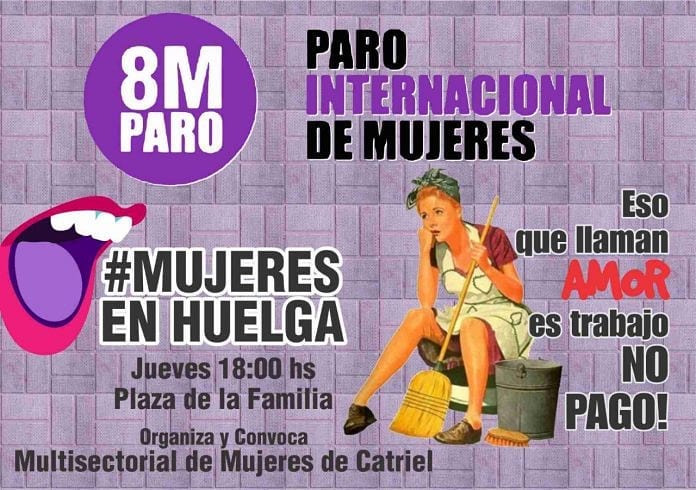 8M
PARO
PARO
INTERNACIONAL
DE MUJERES
#MUJERES
EN HUELGA
Jueves 18:00 hs
Plaza de la Familia
Organiza y Convoca
Multisectorial de Mujeres de Catriel
Eso
que llaman
AMOR
es trabajo
NO
PAGO!